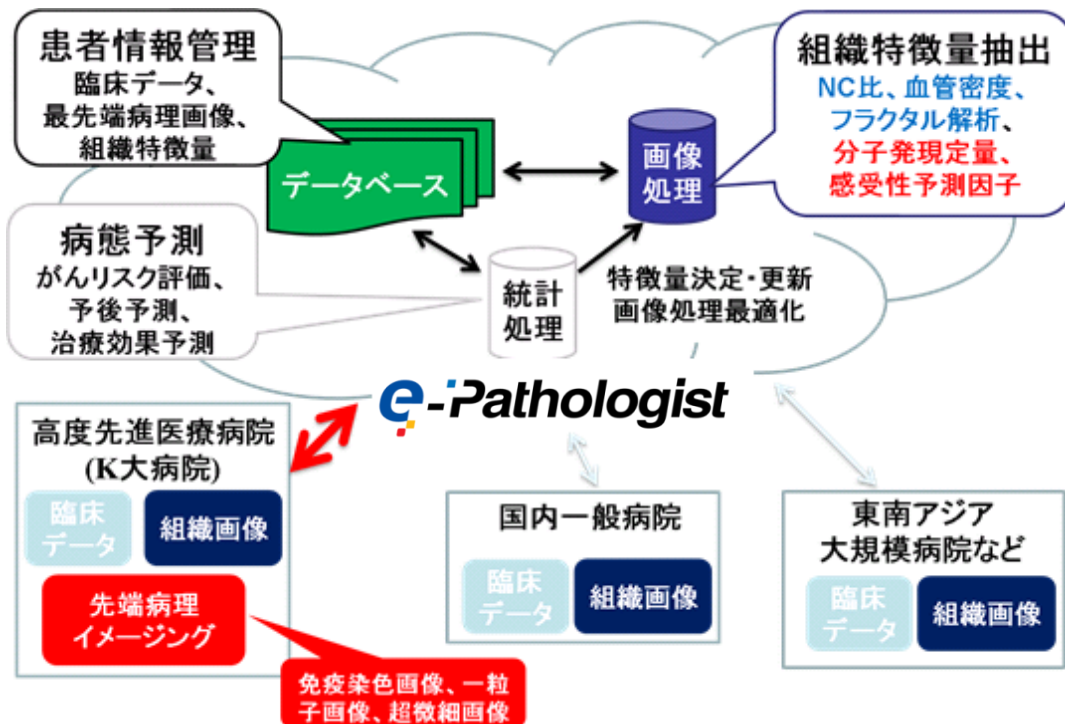 患者情報管理
臨床データ、
最先端病理画像、
組織特徴量
組織特徴量抽出
NC比、血管密度、
フラクタル解析、
分子発現定量、
感受性予測因子
データベース
画像
処理
病態予測
がんリスク評価、
予後予測、
治療効果予測
統計
処理
特徴量決定・更新
画像処理最適化
e-Pathologist
高度先進医療病院
(K大病院)
臨床
データ
組織画像
先端病理
イメージング
免疫染色画像、一粒
子画像、超微細画像
国内一般病院
臨床
データ
組織画像
東南アジア
大規模病院など
臨床
データ
組織画像